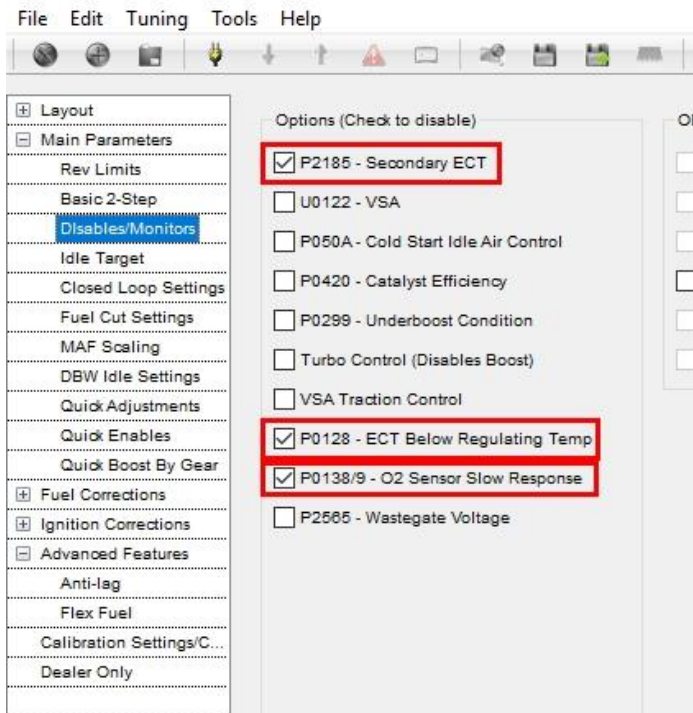 File Edit Tuning Tools Help
Layout
Main Parameters
Rev Limits
Basic 2-Step
DIsables/Monitors
Idle Target
Closed Loop Settings
Fuel Cut Settings
MAF Scaling
DBW Idle Settings
Quick Adjustments
Quick Enables
Quick Boost By Gear
Fuel Corrections
Ignition Corrections
Advanced Features
Anti-lag
Flex Fuel
Calibration Settings/C...
Dealer Only
Options (Check to disable)
P2185 - Secondary ECT
U0122 - VSA
P050A - Cold Start Idle Air Control
P0420 - Catalyst Efficiency
P0299 - Underboost Condition
Turbo Control (Disables Boost)
VSA Traction Control
P0128 - ECT Below Regulating Temp
P0138/9 - O2 Sensor Slow Response
P2565 - Wastegate Voltage